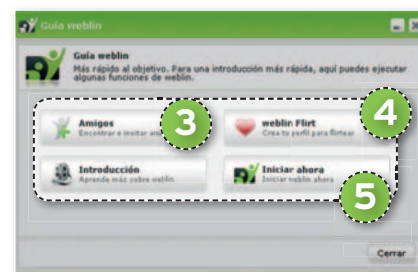 Guía weblin
Guía weblin
Más rápido al objetivo. Para una introducción más rápida, aquí puedes ejecutar
algunas funciones de weblin.
Amigos
Encontrar e invitar
3
weblin Flirt
Crea tu perfil para flirtear
4
Introducción
Aprende más sobre weblin
Iniciar ahora
Iniciar weblin ahora
5
Cerrar